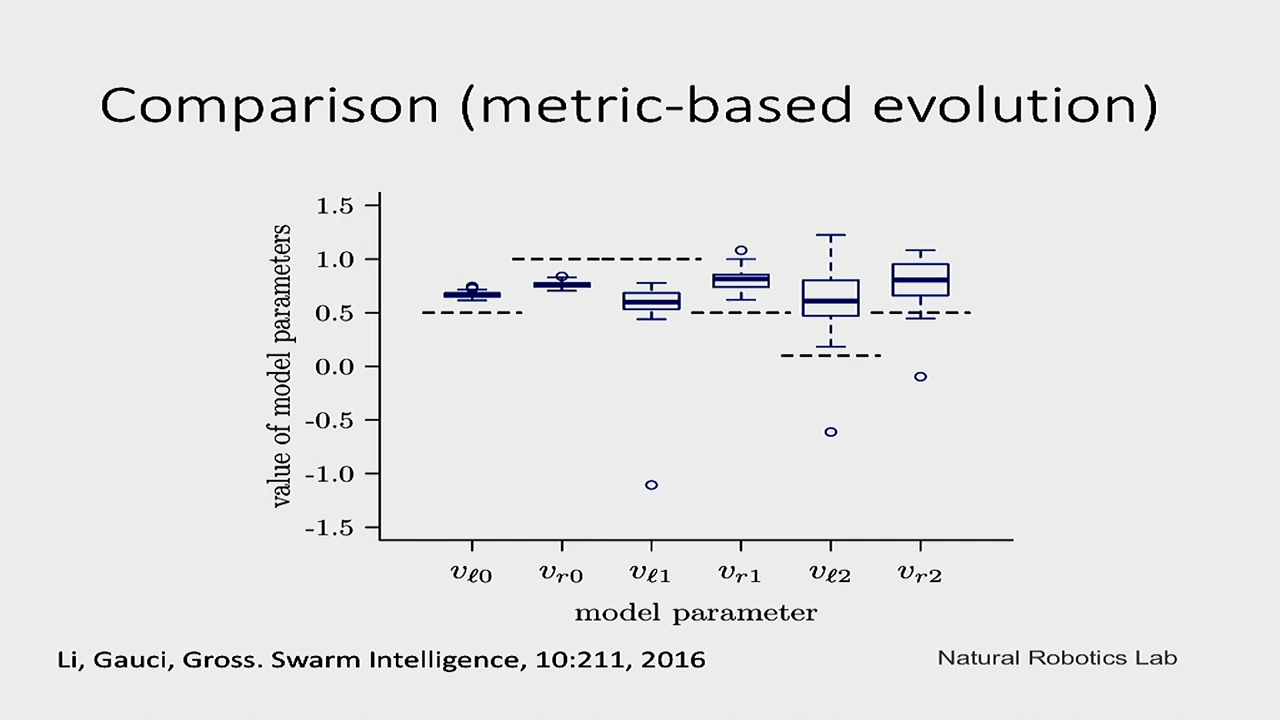 Comparison (metric-based evolution)
value of model parameters
1.5
1.0
0.5
0.0
-0.5
-1.0
-1.5
vℓ0 vr0 vℓ1 vr1 vℓ2 vr2
model parameter
Li, Gauci, Gross. Swarm Intelligence, 10:211, 2016
Natural Robotics Lab